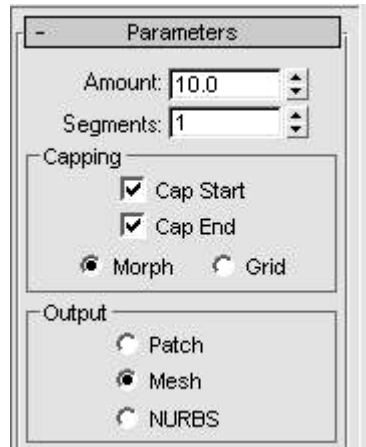 - Parameters
Amount: 10.0
Segments: 1
Capping
Cap Start
Cap End
Morph Grid
Output
Patch
Mesh
NURBS